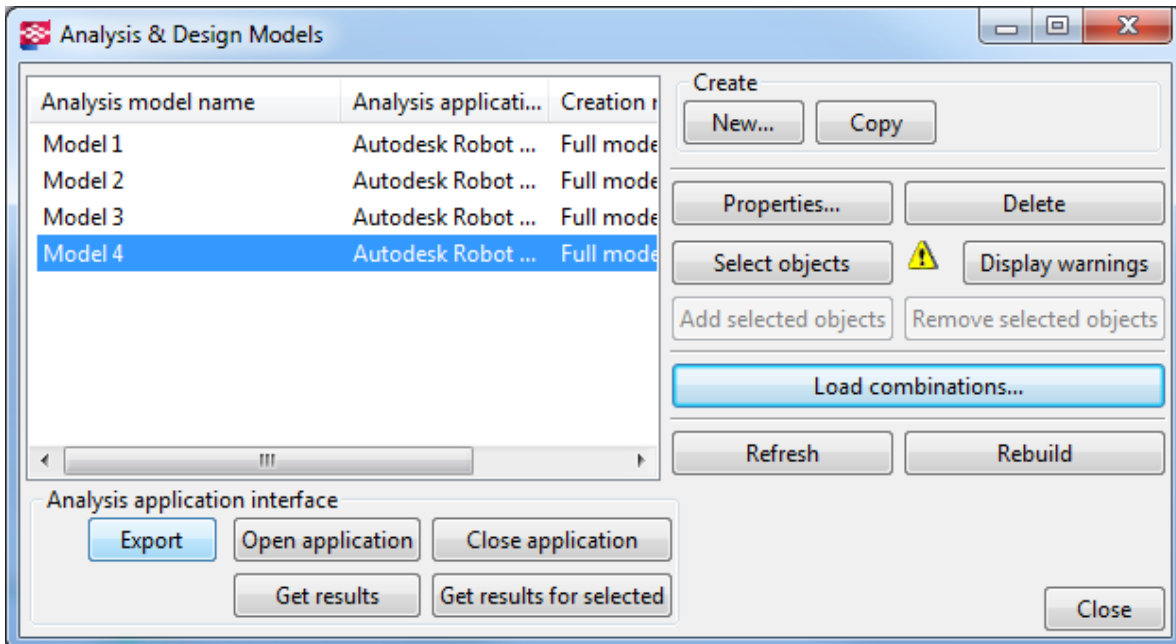 Analysis & Design Models
Analysis model name Analysis applicati... Creation r
Model 1 Autodesk Robot ... Full mode
Model 2 Autodesk Robot ... Full mode
Model 3 Autodesk Robot ... Full mode
Model 4 Autodesk Robot ... Full mode
Create
New... Copy
Properties... Delete
Select objects Display warnings
Add selected objects Remove selected objects
Load combinations...
Refresh Rebuild
Analysis application interface
Export Open application Close application
Get results Get results for selected
Close